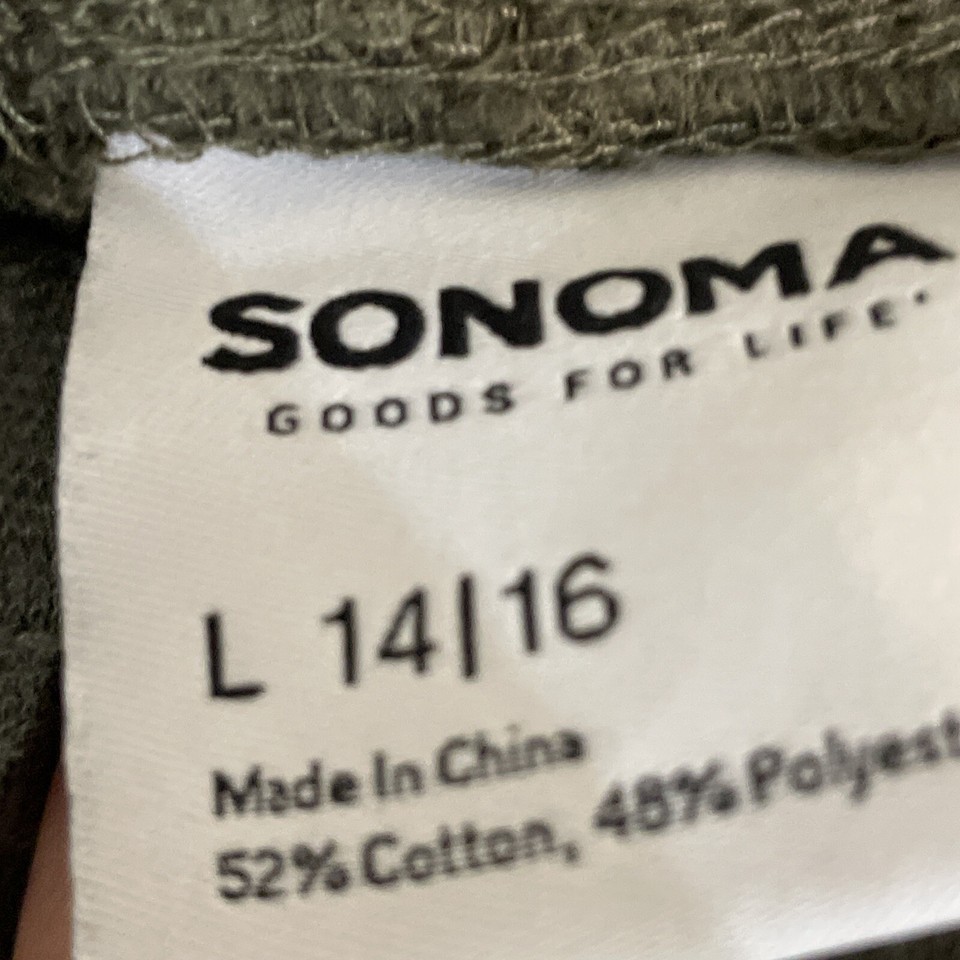 SONOMA
GOODS FOR LIFE
L 14|16
Made In China
52% Cotton, 48% Polyest